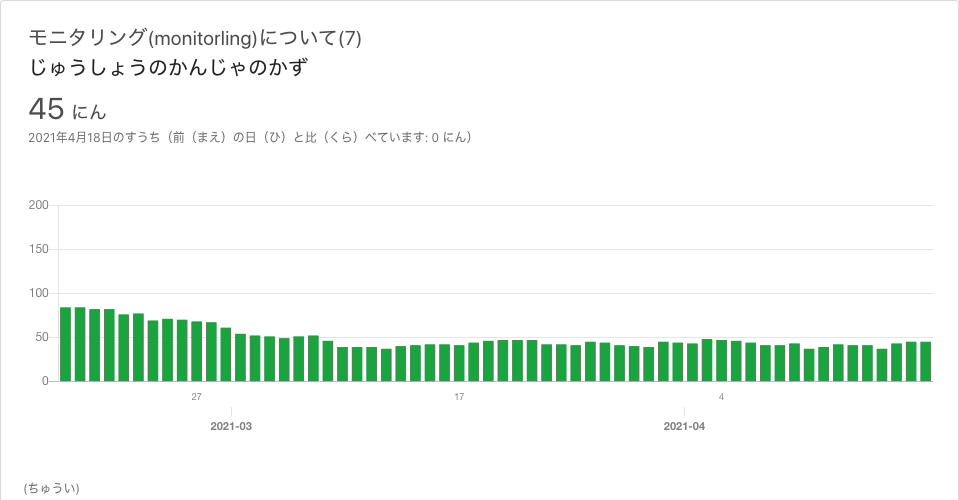 モニタリング(monitorling)について(7)
じゅうしょうのかんじゃのかず
45 にん
2021年4月18日のすうち（前（まえ）の日（ひ）と比（くら）べています: 0 にん）
200
150
100
50
0
27 17 4
2021-03 2021-04
(ちゅうい)